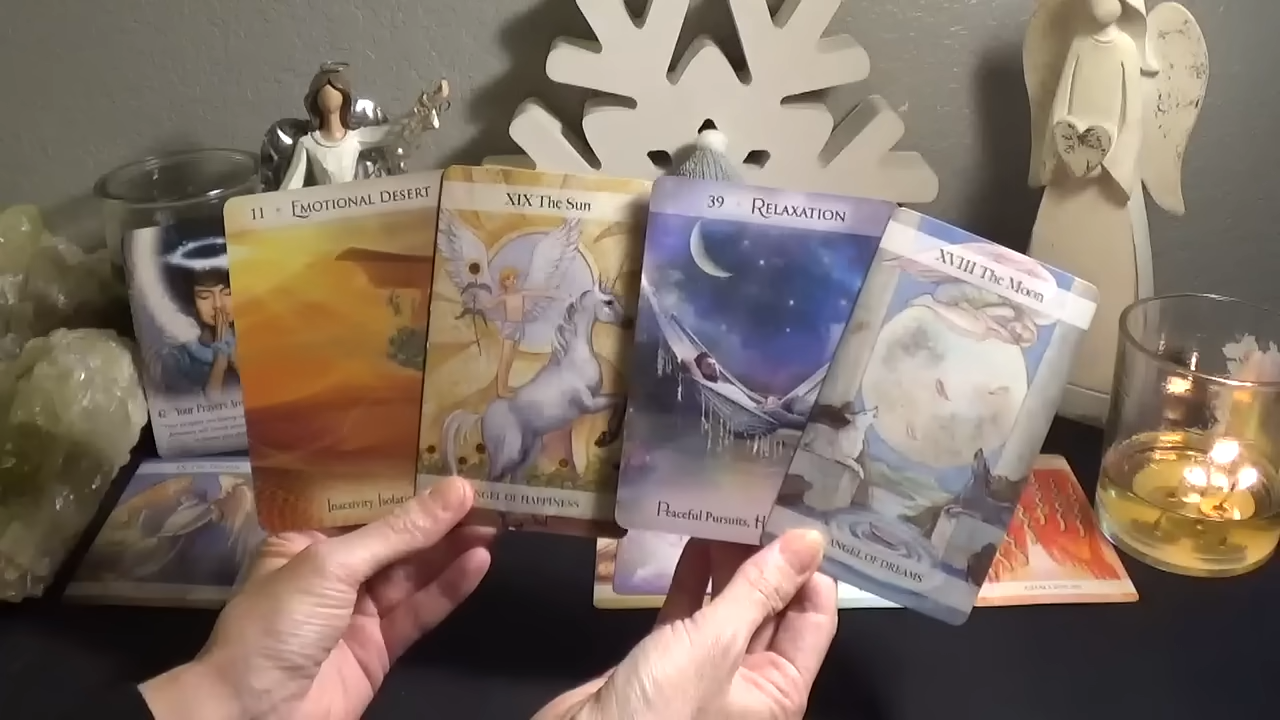 11 • EMOTIONAL DESERT
Inactivity
XIX The Sun
ANGEL OF HAPPINESS
39 • RELAXATION
Peaceful Pursuits, H
XVIII The Moon
ANGEL OF DREAMS
42 Your Prayers Are